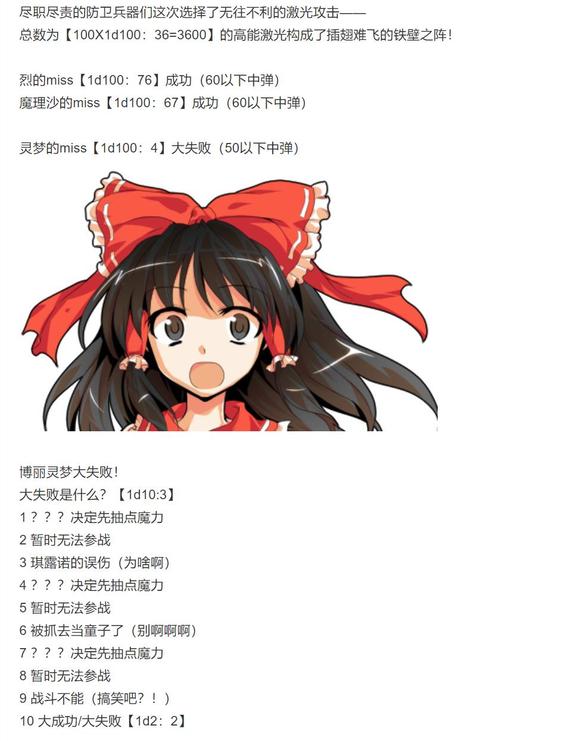 尽职尽责的防卫兵器们这次选择了无往不利的激光攻击——
总数为【100X1d100：36=3600】的高能激光构成了插翅难飞的铁壁之阵！
烈的miss【1d100：76】成功（60以下中弹）
魔理沙的miss【1d100：67】成功（60以下中弹）
灵梦的miss【1d100：4】大失败（50以下中弹）
博丽灵梦大失败！
大失败是什么？【1d10:3】
1？？？决定先抽点魔力
2 暂时无法参战
3 琪露诺的误伤（为啥啊）
4？？？决定先抽点魔力
5 暂时无法参战
6 被抓去当童子了（别啊啊啊）
7？？？决定先抽点魔力
8 暂时无法参战
9 战斗不能（搞笑吧？！）
10 大成功/大失败【1d2：2】